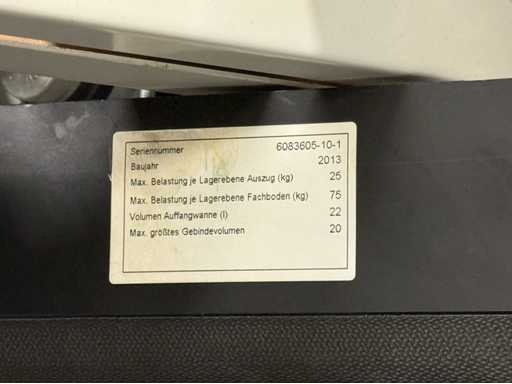 Seriennummer 6083605-10-1
Baujahr 2013
Max. Belastung je Lagerebene Auszug (kg) 25
Max. Belastung je Lagerebene Fachboden (kg) 75
Volumen Auffangwanne (l) 22
Max. größtes Gebindevolumen 20